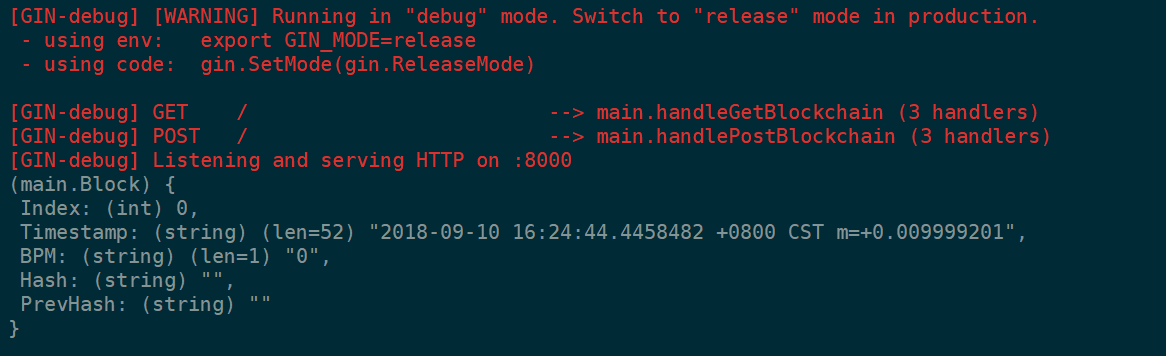 [GIN-debug] [WARNING] Running in "debug" mode. Switch to "release" mode in production.
 - using env:   export GIN_MODE=release
 - using code:  gin.SetMode(gin.ReleaseMode)

[GIN-debug] GET    /                         --> main.handleGetBlockchain (3 handlers)
[GIN-debug] POST   /                         --> main.handlePostBlockchain (3 handlers)
[GIN-debug] Listening and serving HTTP on :8000
(main.Block) {
 Index: (int) 0,
 Timestamp: (string) (len=52) "2018-09-10 16:24:44.4458482 +0800 CST m=+0.009999201",
 BPM: (string) (len=1) "0",
 Hash: (string) "",
 PrevHash: (string) ""
}